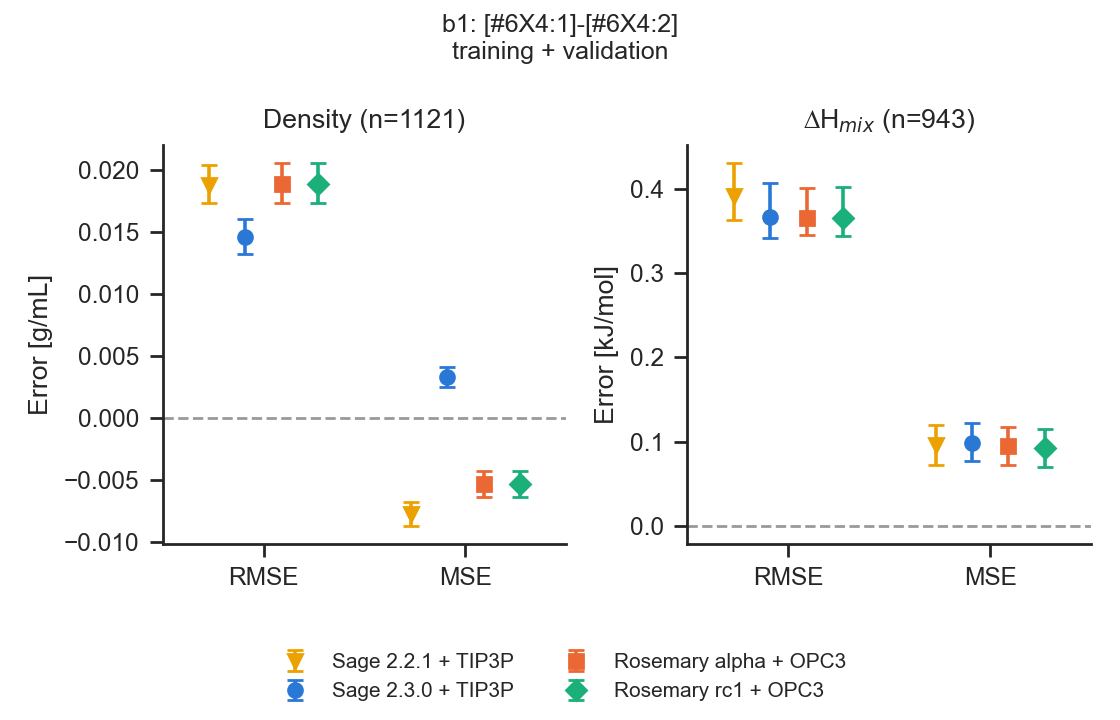 b1: [#6X4:1]-[#6X4:2]
training + validation
Density (n=1121)
Error [g/mL]
0.020
0.015
0.010
0.005
0.000
−0.005
−0.010
RMSE
MSE
ΔHmix (n=943)
Error [kJ/mol]
0.4
0.3
0.2
0.1
0.0
RMSE
MSE
Sage 2.2.1 + TIP3P
Sage 2.3.0 + TIP3P
Rosemary alpha + OPC3
Rosemary rc1 + OPC3